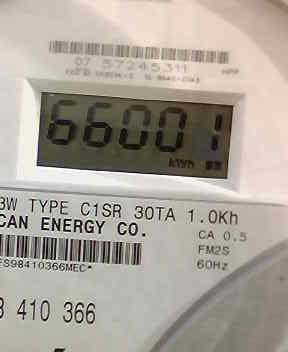 07 57245311
66001
kWh
3W TYPE C1SR 30TA 1.0Kh
CAN ENERGY CO.
CA 0.5
FM2S
FS98410366MEC*
60Hz
8 410 366